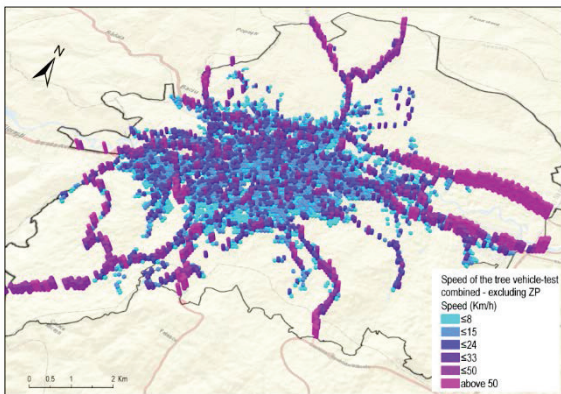 N
Speed of the tree vehicle-test
combined - excluding ZP
Speed (Km/h)
≤8
≤15
≤24
≤33
≤50
above 50
0 0.5 1 2 Km